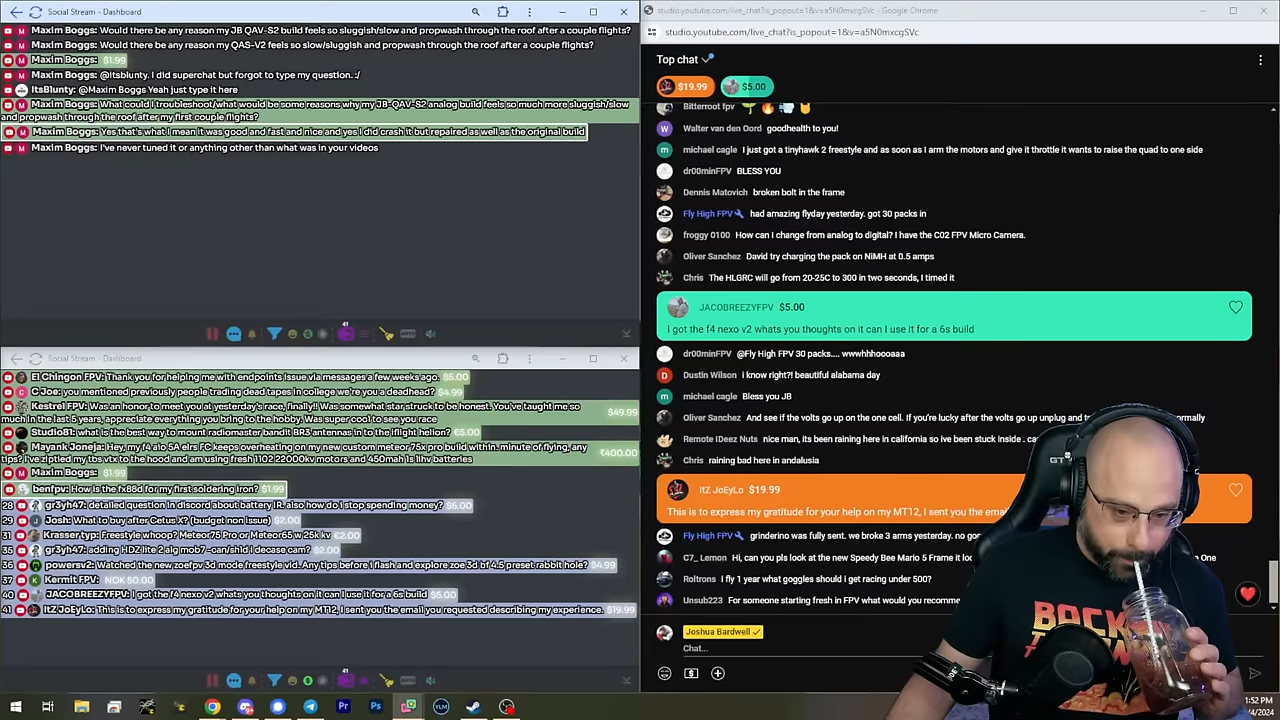 Social Stream - Dashboard
Maxim Boggs: Would there be any reason my JB QAV-S2 build feels so sluggish/slow and propwash through the roof after a couple flights?
Maxim Boggs: Would there be any reason my QAS-V2 feels so slow/sluggish and propwash through the roof after a couple flights?
Maxim Boggs: $1.99
Maxim Boggs: @itsblunty. I did superchat but forgot to type my question. :/
ItsBlunty: @Maxim Boggs Yeah just type it here
Maxim Boggs: What could I troubleshoot/what would be some reasons why my JB-QAV-S2 analog build feels so much more sluggish/slow
and propwash through the roof after my first couple flights?
Maxim Boggs: Yes that's what I mean it was good and fast and nice and yes I did crash it but repaired as well as the original build
Maxim Boggs: I've never tuned it or anything other than what was in your videos
41
Social Stream - Dashboard
El Chingon FPV: Thank you for helping me with endpoints issue via messages a few weeks ago. $5.00
C Joe: you mentioned previously people trading dead tapes in college we're you a deadhead? $4.99
Kestrel FPV: Was an honor to meet you at yesterday's race, finally!! Was somewhat star struck to be honest. You've taught me so
much in the last 5 years, appreciate everything you bring to the hobby. Was super cool to see you race $49.99
Studio81: what is the best way to mount radiomaster bandit BR3 antennas in to the iflight helion? €5.00
Mayank Joneja: Hey, my f4 aio 5A elrs FC keeps overheating on my new custom meteor 75x pro build within. minute of flying, any
tips? I've ziptied my tbs vtx to the hood and am using fresh 1102 22000kv motors and 450mah 1s lihv batteries ₹400.00
Maxim Boggs: $1.99
benfpv: How is the fx88d for my first soldering iron? $1.99
28 gr3yh47: detailed question in discord about battery IR. also how do I stop spending money? $5.00
29 Josh: What to buy after Cetus X? (budget non issue) $2.00
31 Krasser typ: Freestyle whoop? Meteor75 Pro or Meteor65 w 25k kv €2.00
35 gr3yh47: adding HDZ lite 2 alg mob7 -can/shld i decase cam? $2.00
36 powersv2: Watched the new zoefpv 3d mode freestyle vid. Any tips before I flash and explore zoe 3d bf 4.5 preset rabbit hole? $4.99
37 Kermit FPV: NOK 50.00
40 JACOBREEZYFPV: I got the f4 nexo v2 whats you thoughts on it can I use it for a 6s build $5.00
41 ItZ JoEyLo: This is to express my gratitude for your help on my MT12, I sent you the email you requested describing my experience. $19.99
41
studio.youtube.com/live_chat?is_popout=1&v=a5N0mxcgSVc - Google Chrome
studio.youtube.com/live_chat?is_popout=1&v=a5N0mxcgSVc
Top chat
$19.99 $5.00
Bitterroot fpv
Walter van den Oord goodhealth to you!
michael cagle I just got a tinyhawk 2 freestyle and as soon as I arm the motors and give it throttle it wants to raise the quad to one side
dr00minFPV BLESS YOU
Dennis Matovich broken bolt in the frame
Fly High FPV had amazing flyday yesterday. got 30 packs in
froggy 0100 How can I change from analog to digital? I have the C02 FPV Micro Camera.
Oliver Sanchez David try charging the pack on NiMH at 0.5 amps
Chris The HLGRC will go from 20-25C to 300 in two seconds, I timed it
JACOBREEZYFPV $5.00
I got the f4 nexo v2 whats you thoughts on it can I use it for a 6s build
dr00minFPV @Fly High FPV 30 packs.... wwwhhhoooaaa
Dustin Wilson i know right?! beautiful alabama day
michael cagle Bless you JB
Oliver Sanchez And see if the volts go up on the one cell. If you're lucky after the volts go up unplug and
Remote IDeez Nuts nice man, its been raining here in california so ive been stuck inside .
Chris raining bad here in andalusia
ItZ JoEyLo $19.99
This is to express my gratitude for your help on my MT12, I sent you the
Fly High FPV grinderino was fully sent. we broke 3 arms yesterday. no
C7_ Lemon Hi, can you pls look at the new Speedy Bee Mario 5 Frame it One
Roltrons i fly 1 year what goggles should i get racing under 500?
Unsub223 For someone starting fresh in FPV what would you
Joshua Bardwell
Chat...
GT
BACK
TO THE
1:52 PM
/4/2024